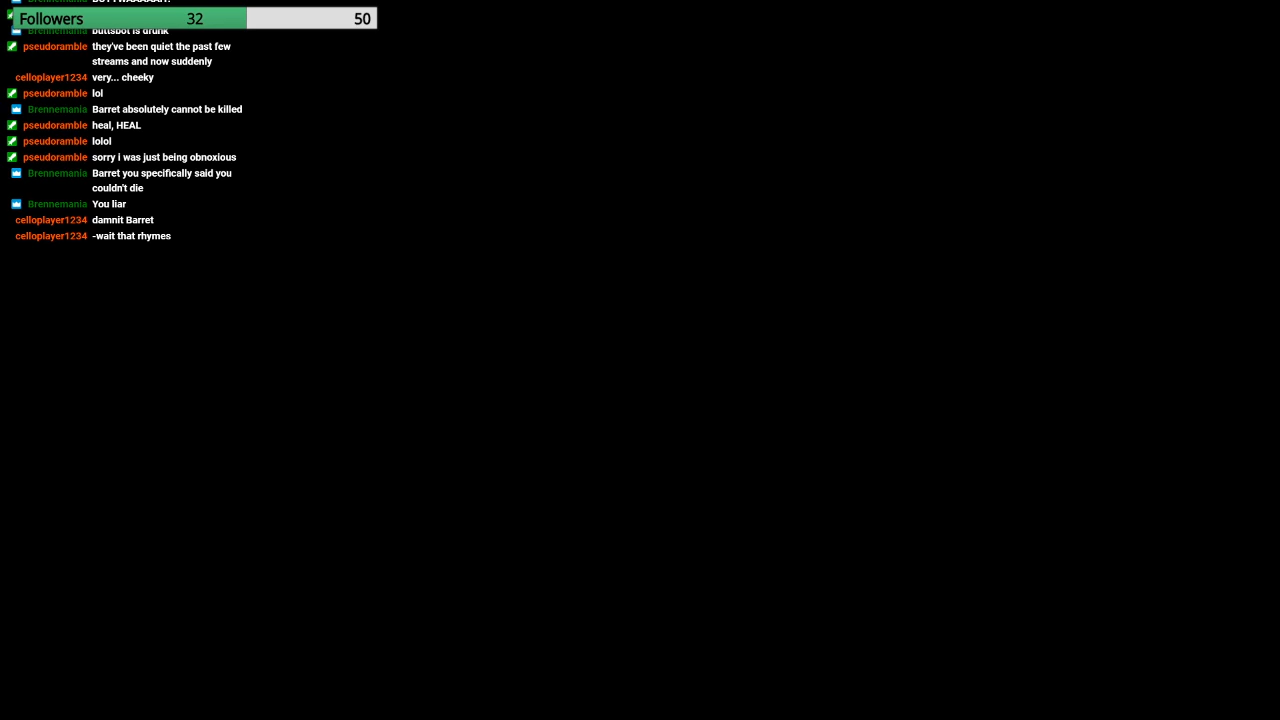 Followers 32 50
Brennemania buttsbot is drunk
pseudoramble they've been quiet the past few
streams and now suddenly
celloplayer1234 very... cheeky
pseudoramble lol
Brennemania Barret absolutely cannot be killed
pseudoramble heal, HEAL
pseudoramble lolol
pseudoramble sorry i was just being obnoxious
Brennemania Barret you specifically said you
couldn't die
Brennemania You liar
celloplayer1234 damnit Barret
celloplayer1234 -wait that rhymes